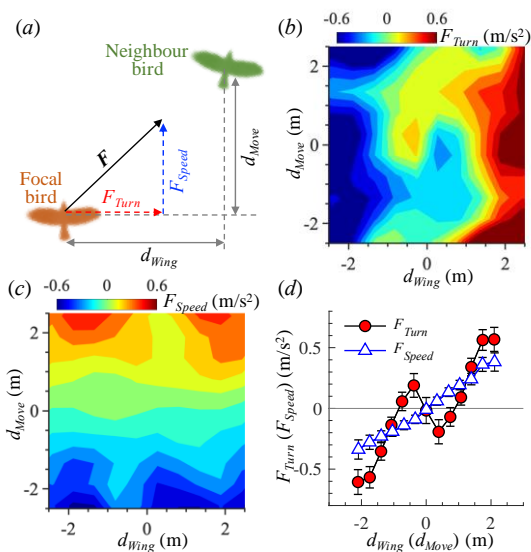 (a)
Neighbour
bird
F
F_Speed
d_Move
Focal
bird
F_Turn
d_Wing
(b)
-0.6 0.6 F_Turn (m/s²)
d_Move (m)
2
0
-2
-2 0 2
d_Wing (m)
(c)
-0.6 0.6 F_Speed (m/s²)
d_Move (m)
2
0
-2
-2 0 2
d_Wing (m)
(d)
F_Turn
F_Speed
F_Turn (F_Speed) (m/s²)
0.5
0
-0.5
-2 -1 0 1 2
d_Wing (d_Move) (m)